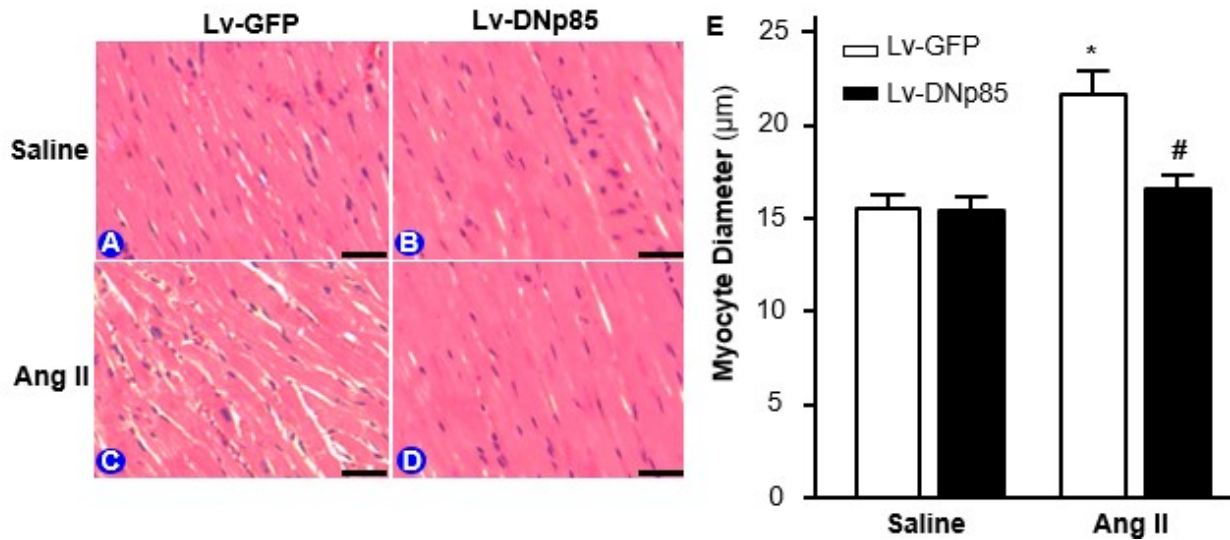 Lv-GFP Lv-DNp85
Saline
A B
Ang II
C D
E
Myocyte Diameter (µm)
25
20
15
10
5
0
Lv-GFP
Lv-DNp85
*
#
Saline Ang II